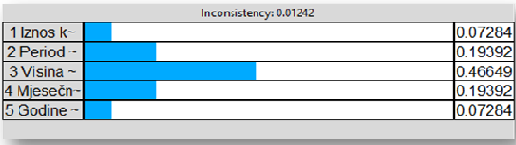 Inconsistency: 0.01242
1 Iznos k~ 0.07284
2 Period ~ 0.19392
3 Visina ~ 0.46649
4 Mjesečn~ 0.19392
5 Godine ~ 0.07284